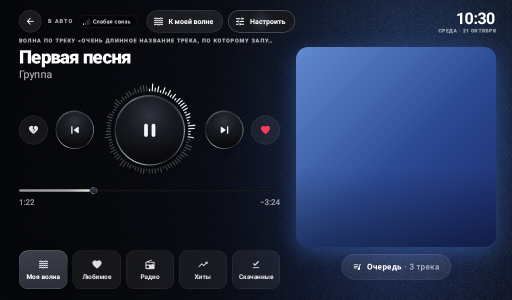 В АВТО Слабая связь К моей волне Настроить
10:30
СРЕДА · 21 ОКТЯБРЯ
ВОЛНА ПО ТРЕКУ «ОЧЕНЬ ДЛИННОЕ НАЗВАНИЕ ТРЕКА, ПО КОТОРОМУ ЗАПУ…
Первая песня
Группа
1:22 −3:24
Моя волна Любимое Радио Хиты Скачанные
Очередь · 3 трека